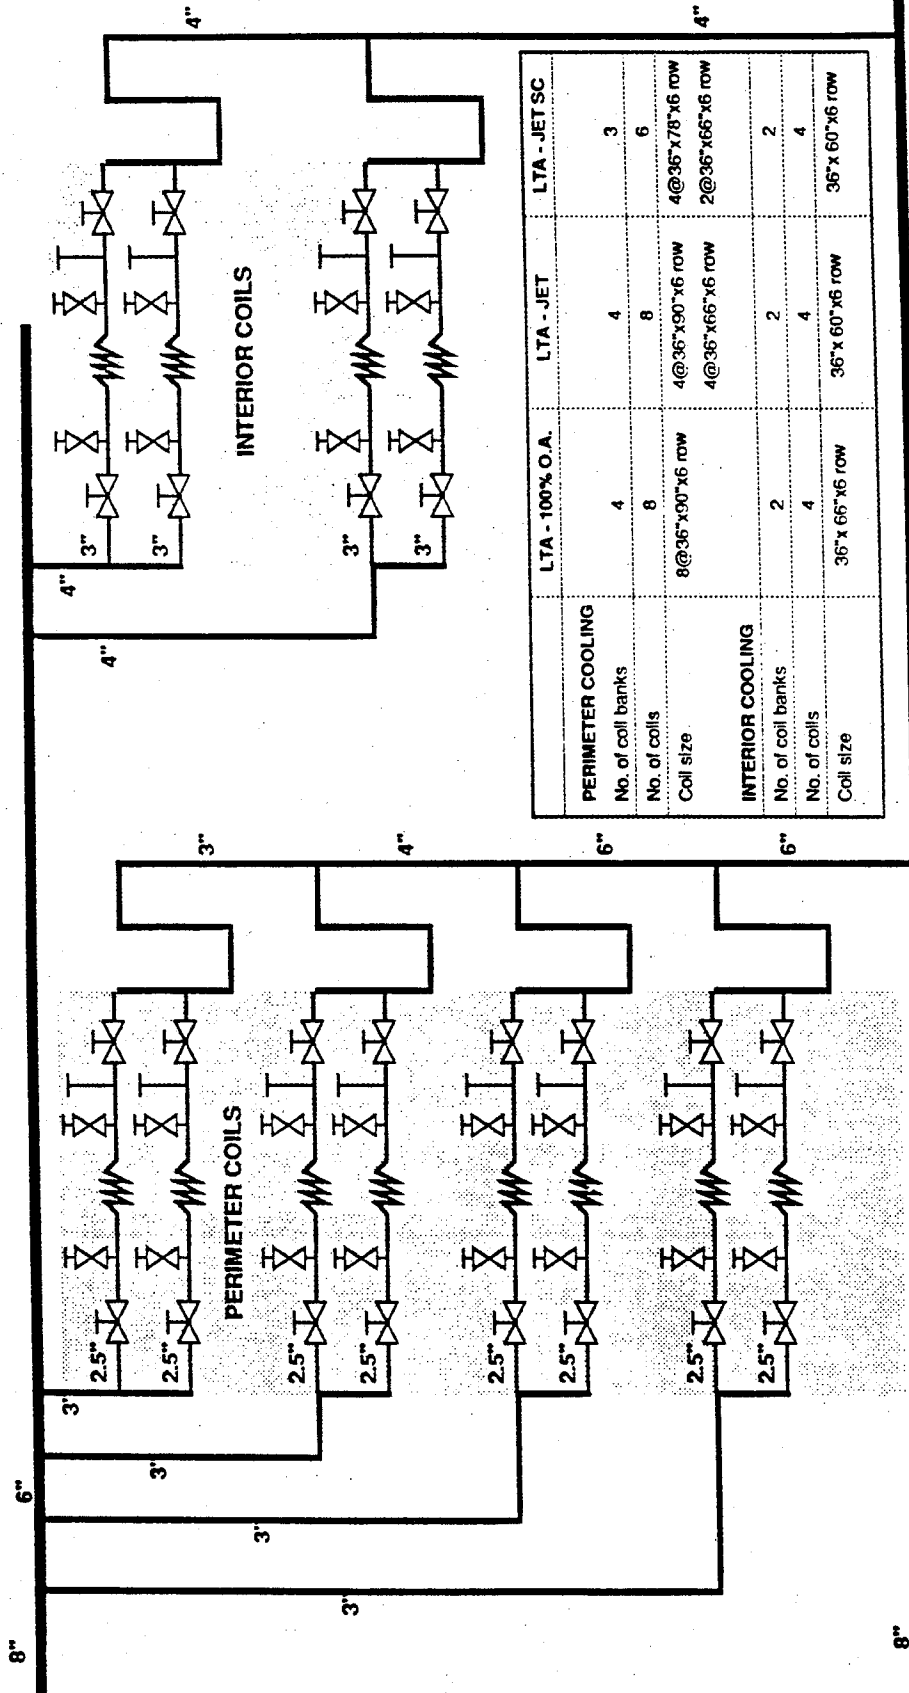 8"
6"
3'
4"
3"
2.5"
4"
3'
3"
2.5"
4"
3"
PERIMETER COILS
INTERIOR COILS
3"
2.5"
3"
3"
2.5"
4"
3"
2.5"
2.5"
6"
2.5"
4"
2.5"
6"
8"
LTA - 100% O.A. LTA - JET LTA - JET SC
PERIMETER COOLING
No. of coil banks 4 4 3
No. of coils 8 8 6
Coil size 8@36"x90"x6 row 4@36"x90"x6 row 4@36"x78"x6 row
4@36"x66"x6 row 2@36"x66"x6 row
INTERIOR COOLING
No. of coil banks 2 2 2
No. of coils 4 4 4
Coil size 36"x 66"x6 row 36"x 60"x6 row 36"x 60"x6 row